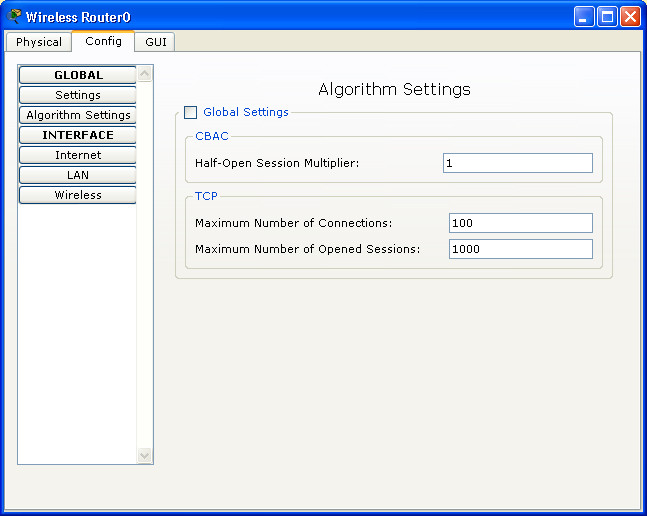 Wireless Router0
Physical Config GUI
GLOBAL
Settings
Algorithm Settings
INTERFACE
Internet
LAN
Wireless
Algorithm Settings
Global Settings
CBAC
Half-Open Session Multiplier: 1
TCP
Maximum Number of Connections: 100
Maximum Number of Opened Sessions: 1000